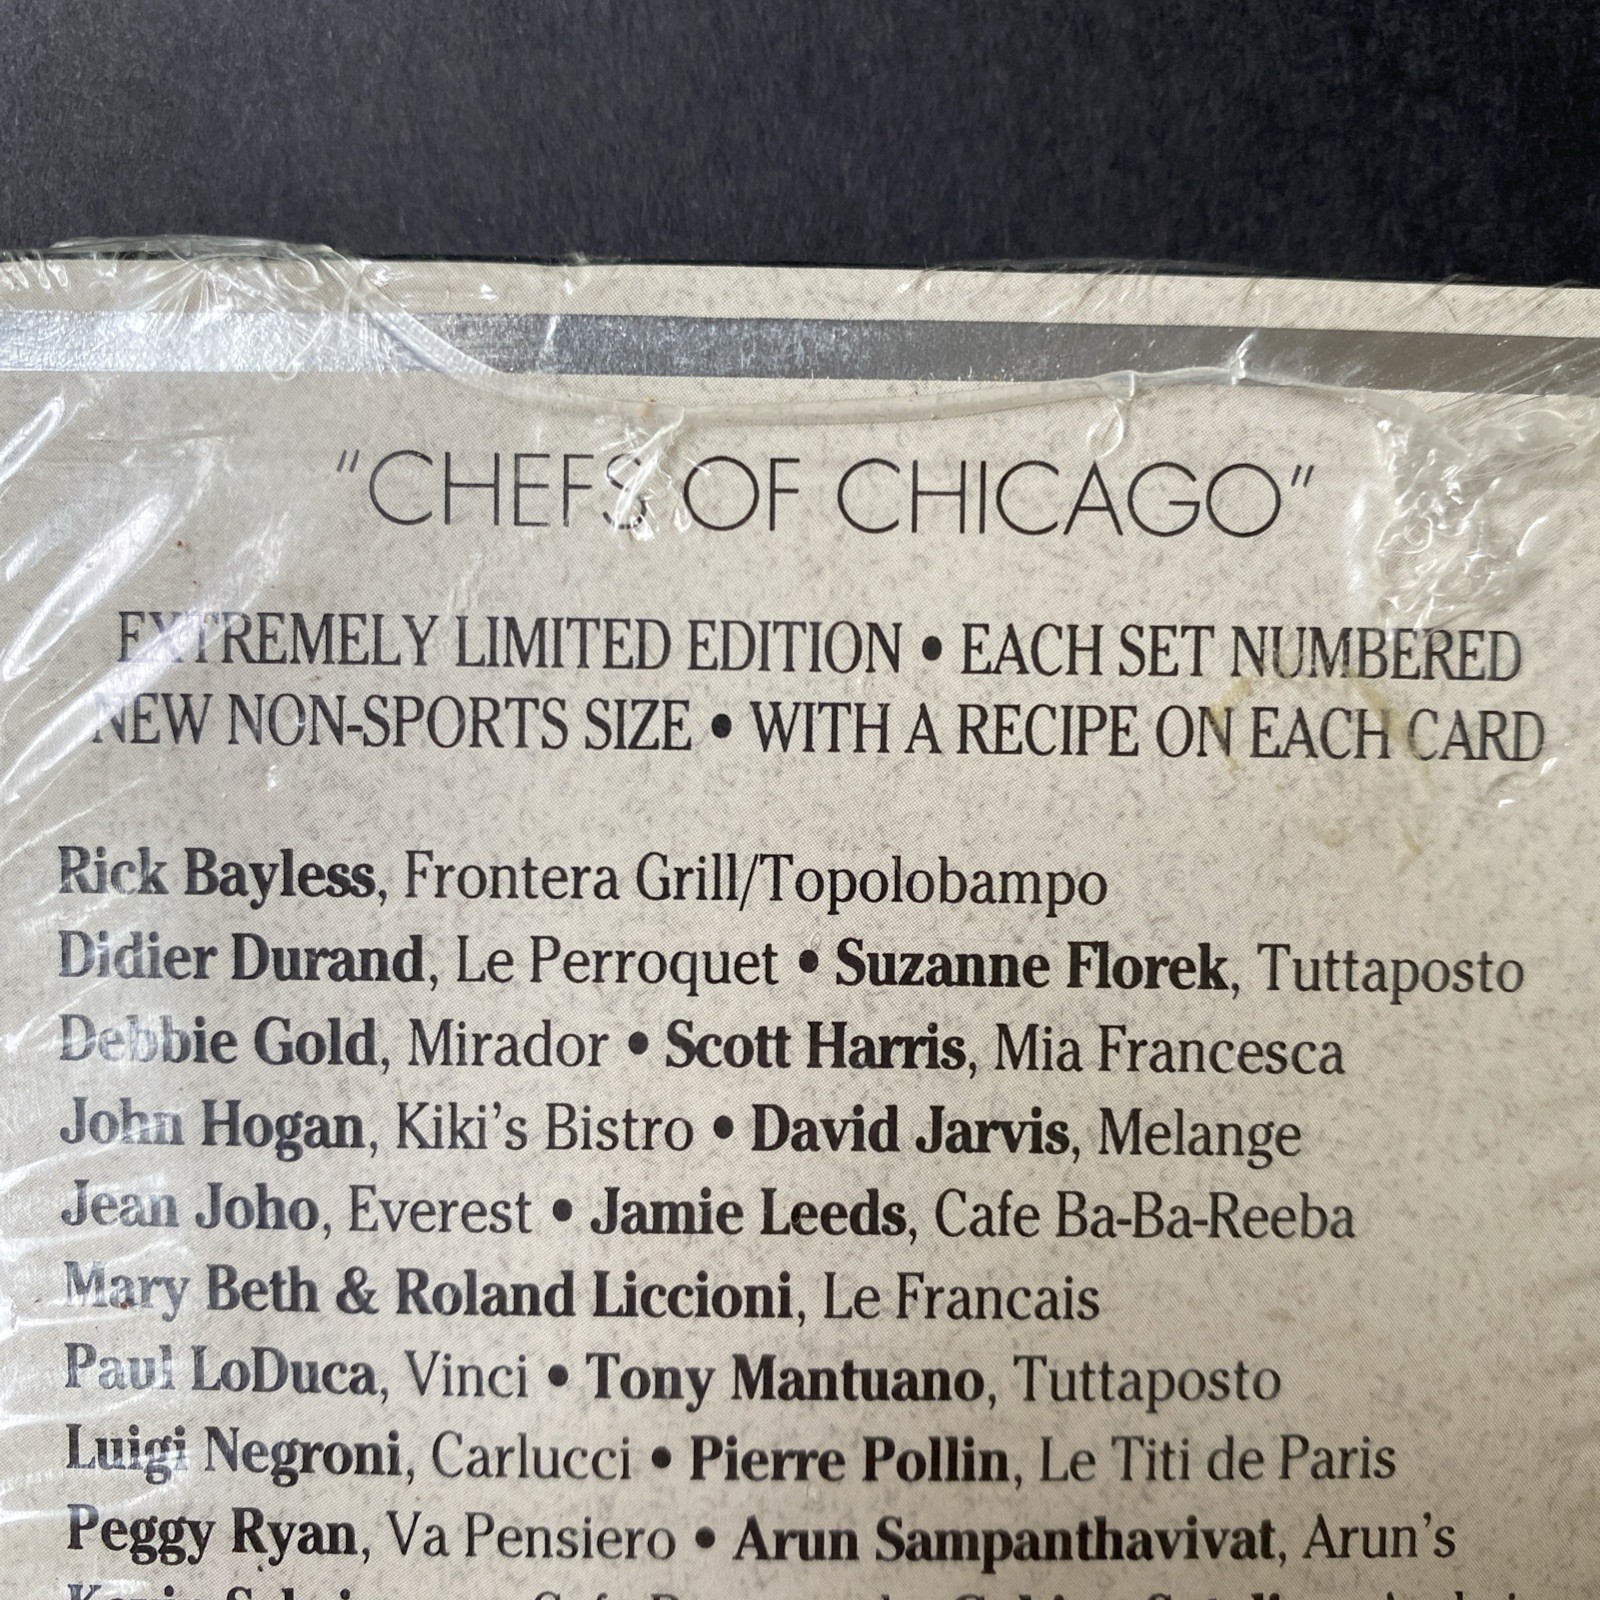 "CHEFS OF CHICAGO"
EXTREMELY LIMITED EDITION • EACH SET NUMBERED
NEW NON-SPORTS SIZE • WITH A RECIPE ON EACH CARD
Rick Bayless, Frontera Grill/Topolobampo
Didier Durand, Le Perroquet • Suzanne Florek, Tuttaposto
Debbie Gold, Mirador • Scott Harris, Mia Francesca
John Hogan, Kiki's Bistro • David Jarvis, Melange
Jean Joho, Everest • Jamie Leeds, Cafe Ba-Ba-Reeba
Mary Beth & Roland Liccioni, Le Francais
Paul LoDuca, Vinci • Tony Mantuano, Tuttaposto
Luigi Negroni, Carlucci • Pierre Pollin, Le Titi de Paris
Peggy Ryan, Va Pensiero • Arun Sampanthavivat, Arun's